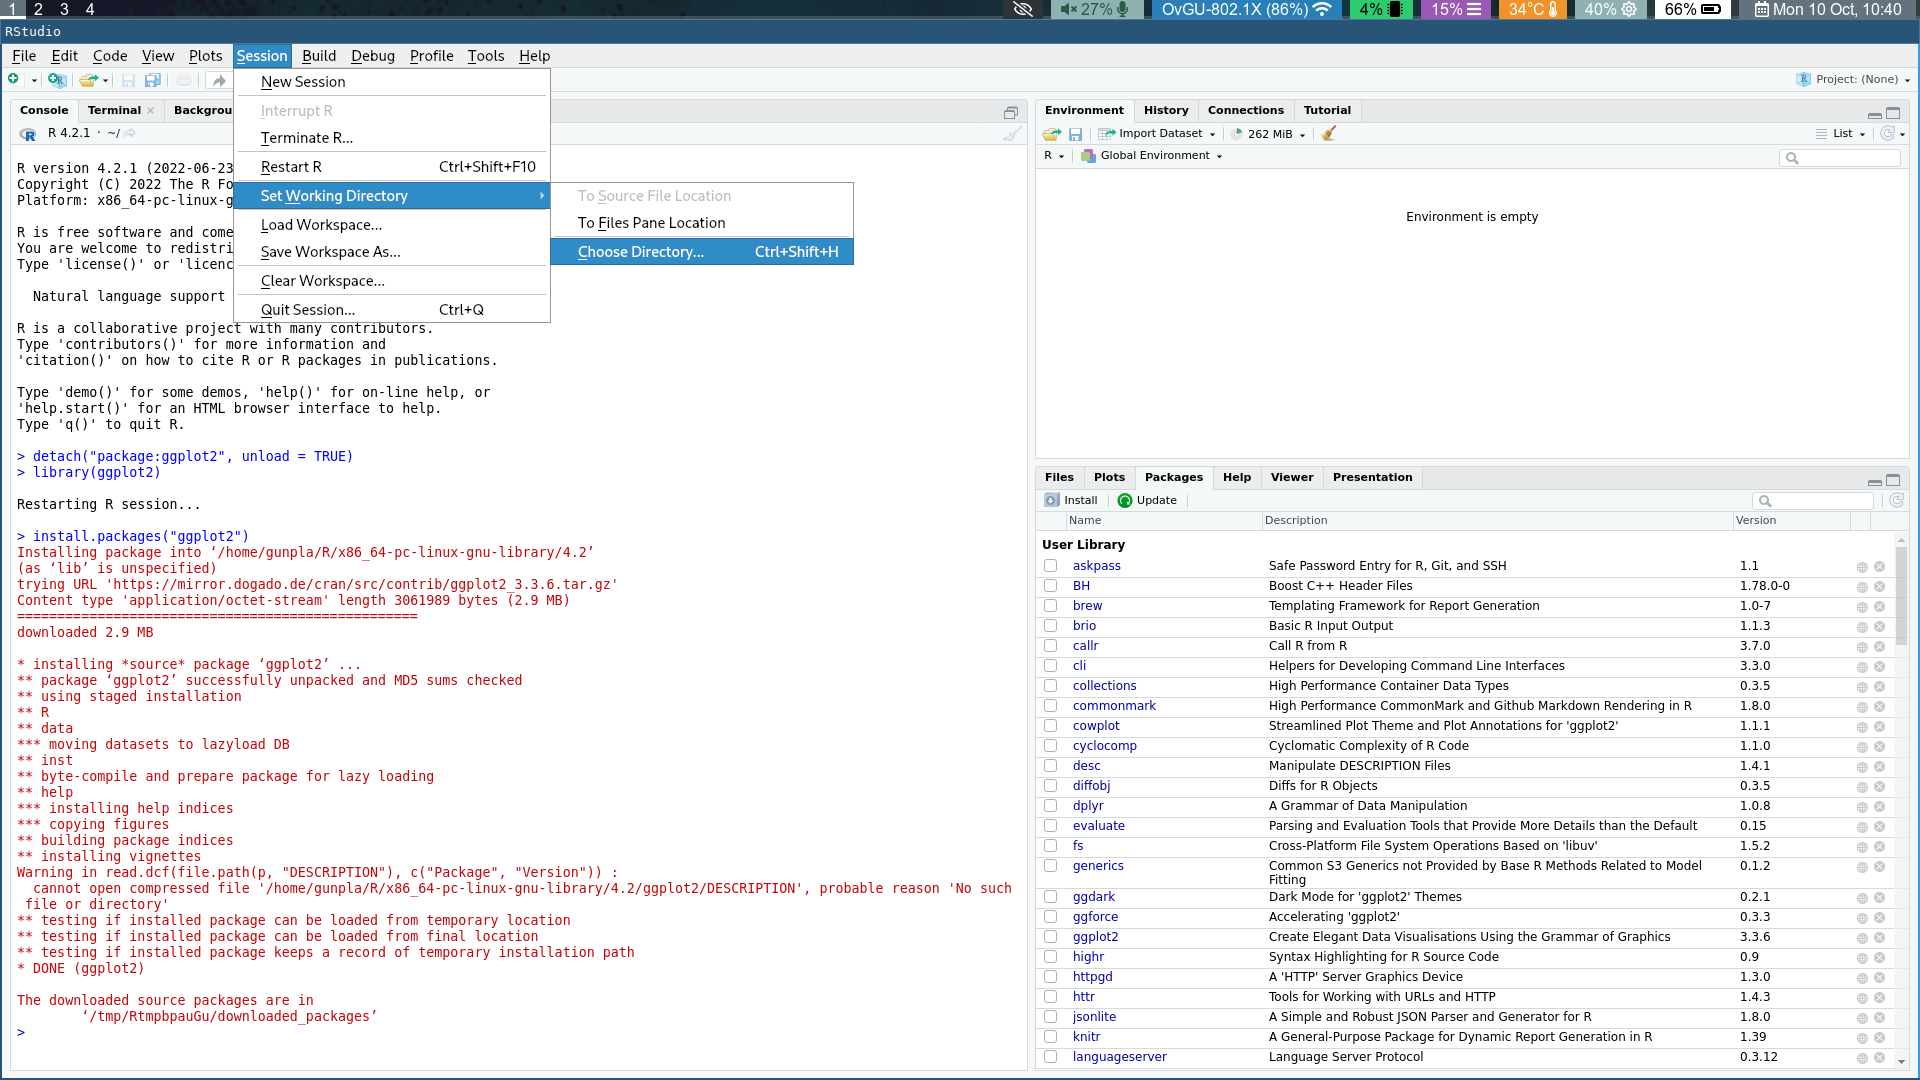 1 2 3 4
27%
OvGU-802.1X (86%)
4%
15%
34°C
40%
66%
Mon 10 Oct, 10:40
RStudio
File Edit Code View Plots Session Build Debug Profile Tools Help
Project: (None)
New Session
Interrupt R
Terminate R...
Restart R Ctrl+Shift+F10
Set Working Directory
Load Workspace...
Save Workspace As...
Clear Workspace...
Quit Session... Ctrl+Q
To Source File Location
To Files Pane Location
Choose Directory... Ctrl+Shift+H
Console Terminal Backgrou
R 4.2.1 · ~/
R version 4.2.1 (2022-06-23
Copyright (C) 2022 The R Fo
Platform: x86_64-pc-linux-g
R is free software and come
You are welcome to redistri
Type 'license()' or 'licenc
Natural language support
R is a collaborative project with many contributors.
Type 'contributors()' for more information and
'citation()' on how to cite R or R packages in publications.
Type 'demo()' for some demos, 'help()' for on-line help, or
'help.start()' for an HTML browser interface to help.
Type 'q()' to quit R.
> detach("package:ggplot2", unload = TRUE)
> library(ggplot2)
Restarting R session...
> install.packages("ggplot2")
Installing package into ‘/home/gunpla/R/x86_64-pc-linux-gnu-library/4.2’
(as ‘lib’ is unspecified)
trying URL 'https://mirror.dogado.de/cran/src/contrib/ggplot2_3.3.6.tar.gz'
Content type 'application/octet-stream' length 3061989 bytes (2.9 MB)
==================================================
downloaded 2.9 MB
* installing *source* package ‘ggplot2’ ...
** package ‘ggplot2’ successfully unpacked and MD5 sums checked
** using staged installation
** R
** data
*** moving datasets to lazyload DB
** inst
** byte-compile and prepare package for lazy loading
** help
*** installing help indices
*** copying figures
** building package indices
** installing vignettes
Warning in read.dcf(file.path(p, "DESCRIPTION"), c("Package", "Version")) :
cannot open compressed file '/home/gunpla/R/x86_64-pc-linux-gnu-library/4.2/ggplot2/DESCRIPTION', probable reason 'No such
file or directory'
** testing if installed package can be loaded from temporary location
** testing if installed package can be loaded from final location
** testing if installed package keeps a record of temporary installation path
* DONE (ggplot2)
The downloaded source packages are in
‘/tmp/RtmpbpauGu/downloaded_packages’
>
Environment History Connections Tutorial
Import Dataset 262 MiB List
R Global Environment
Environment is empty
Files Plots Packages Help Viewer Presentation
Install Update
Name Description Version
User Library
askpass Safe Password Entry for R, Git, and SSH 1.1
BH Boost C++ Header Files 1.78.0-0
brew Templating Framework for Report Generation 1.0-7
brio Basic R Input Output 1.1.3
callr Call R from R 3.7.0
cli Helpers for Developing Command Line Interfaces 3.3.0
collections High Performance Container Data Types 0.3.5
commonmark High Performance CommonMark and Github Markdown Rendering in R 1.8.0
cowplot Streamlined Plot Theme and Plot Annotations for 'ggplot2' 1.1.1
cyclocomp Cyclomatic Complexity of R Code 1.1.0
desc Manipulate DESCRIPTION Files 1.4.1
diffobj Diffs for R Objects 0.3.5
dplyr A Grammar of Data Manipulation 1.0.8
evaluate Parsing and Evaluation Tools that Provide More Details than the Default 0.15
fs Cross-Platform File System Operations Based on 'libuv' 1.5.2
generics Common S3 Generics not Provided by Base R Methods Related to Model 0.1.2
Fitting
ggdark Dark Mode for 'ggplot2' Themes 0.2.1
ggforce Accelerating 'ggplot2' 0.3.3
ggplot2 Create Elegant Data Visualisations Using the Grammar of Graphics 3.3.6
highr Syntax Highlighting for R Source Code 0.9
httpgd A 'HTTP' Server Graphics Device 1.3.0
httr Tools for Working with URLs and HTTP 1.4.3
jsonlite A Simple and Robust JSON Parser and Generator for R 1.8.0
knitr A General-Purpose Package for Dynamic Report Generation in R 1.39
languageserver Language Server Protocol 0.3.12